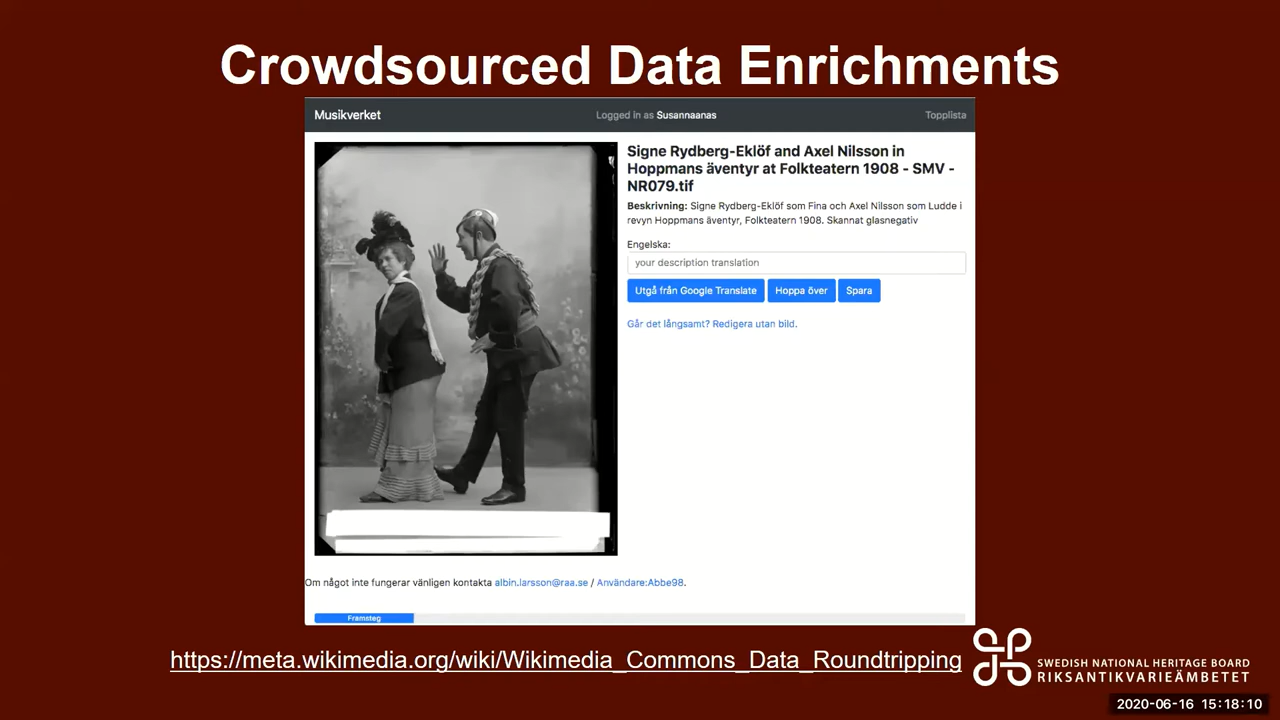 Crowdsourced Data Enrichments
Musikverket
Logged in as Susannaanas
Topplista
Signe Rydberg-Eklöf and Axel Nilsson in
Hoppmans äventyr at Folkteatern 1908 - SMV -
NR079.tif
Beskrivning: Signe Rydberg-Eklöf som Fina och Axel Nilsson som Ludde i
revyn Hoppmans äventyr, Folkteatern 1908. Skannat glasnegativ
Engelska:
your description translation
Utgå från Google Translate
Hoppa över
Spara
Går det långsamt? Redigera utan bild.
Om något inte fungerar vänligen kontakta albin.larsson@raa.se / Användare:Abbe98.
Framsteg
https://meta.wikimedia.org/wiki/Wikimedia_Commons_Data_Roundtripping
SWEDISH NATIONAL HERITAGE BOARD
RIKSANTIKVARIEÄMBETET
2020-06-16 15:18:10